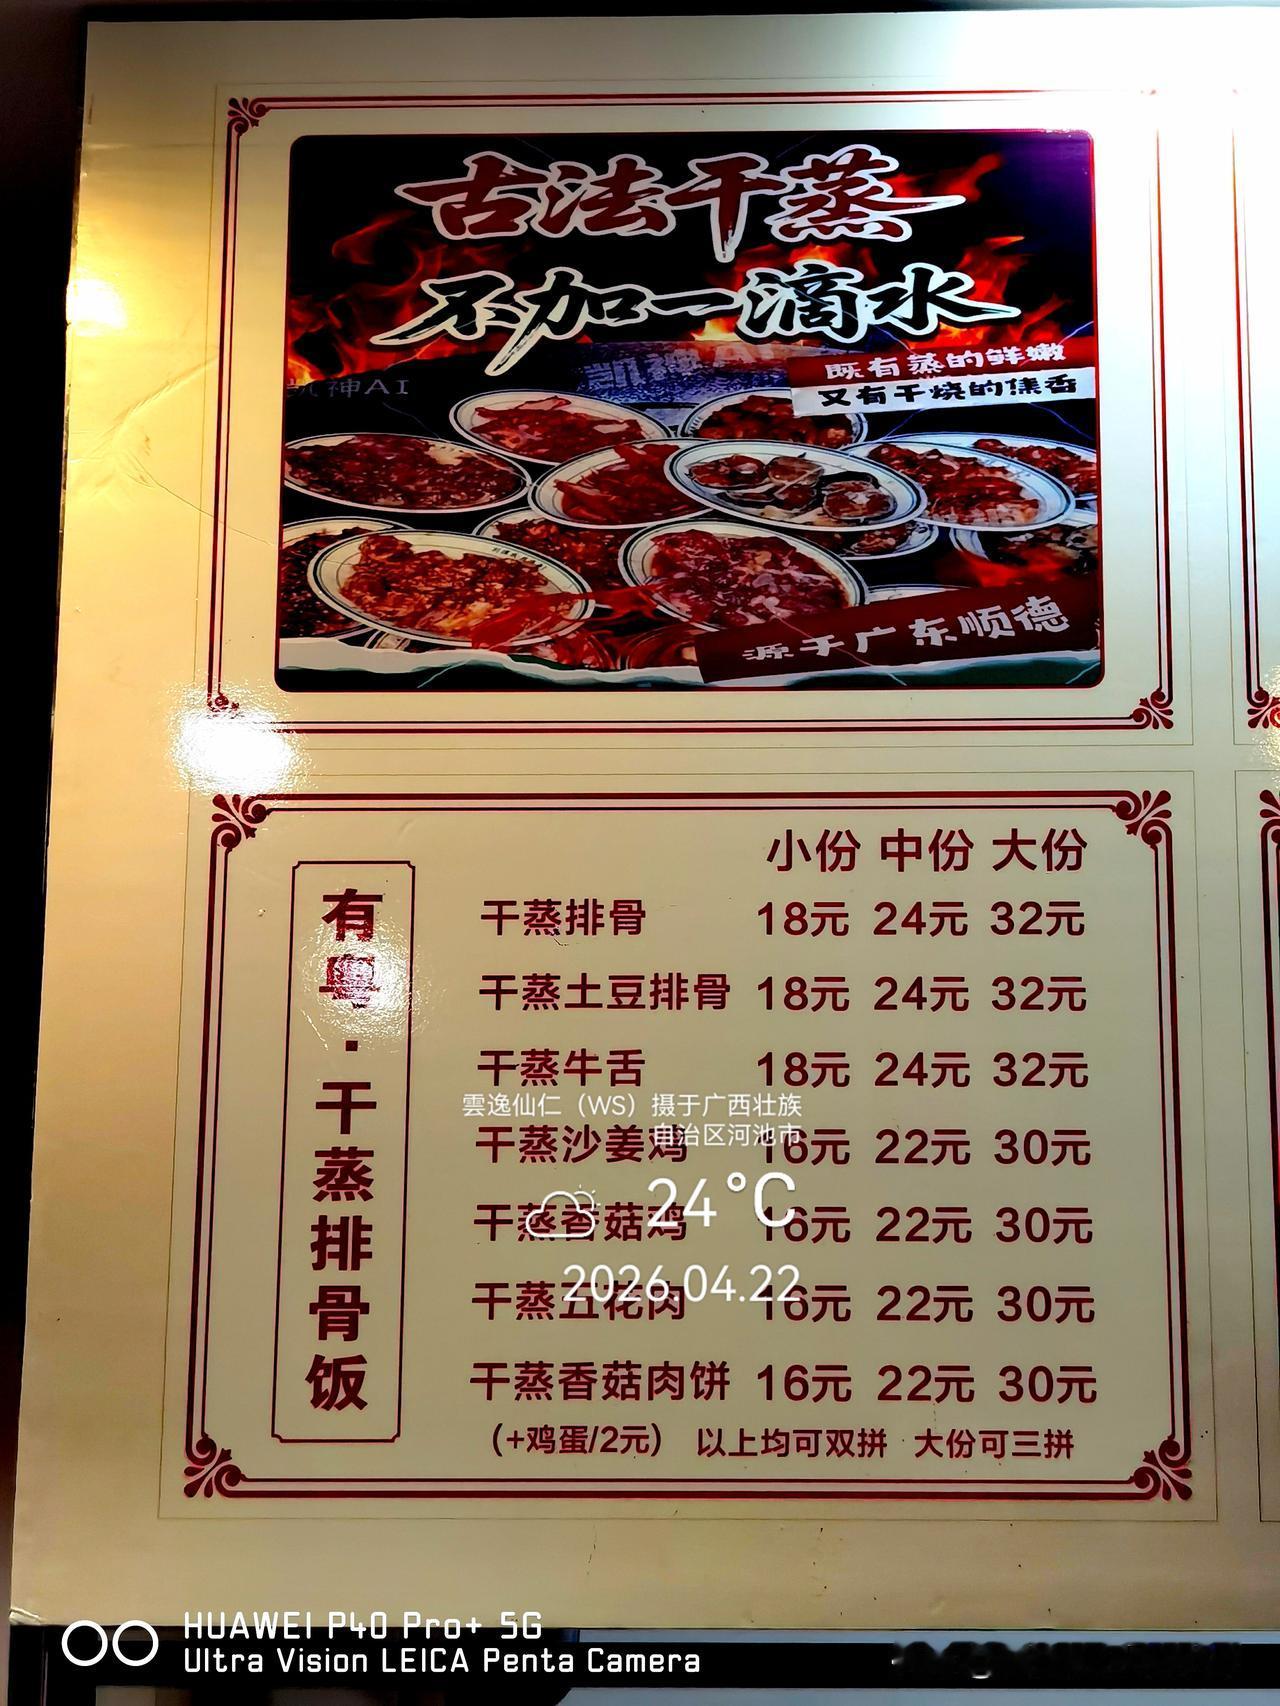 古法干蒸
不加一滴水
既有蒸的鲜嫩
又有干烧的焦香
凯神AI
凯神AI
源于广东顺德
有粤·干蒸排骨饭
小份 中份 大份
干蒸排骨 18元 24元 32元
干蒸土豆排骨 18元 24元 32元
干蒸牛舌 18元 24元 32元
干蒸沙姜鸡 16元 22元 30元
干蒸香菇鸡 16元 22元 30元
干蒸五花肉 16元 22元 30元
干蒸香菇肉饼 16元 22元 30元
（+鸡蛋/2元） 以上均可双拼 大份可三拼
雲逸仙仁（WS）摄于广西壮族
自治区河池市
24°C
2026.04.22
HUAWEI P40 Pro+ 5G
Ultra Vision LEICA Penta Camera